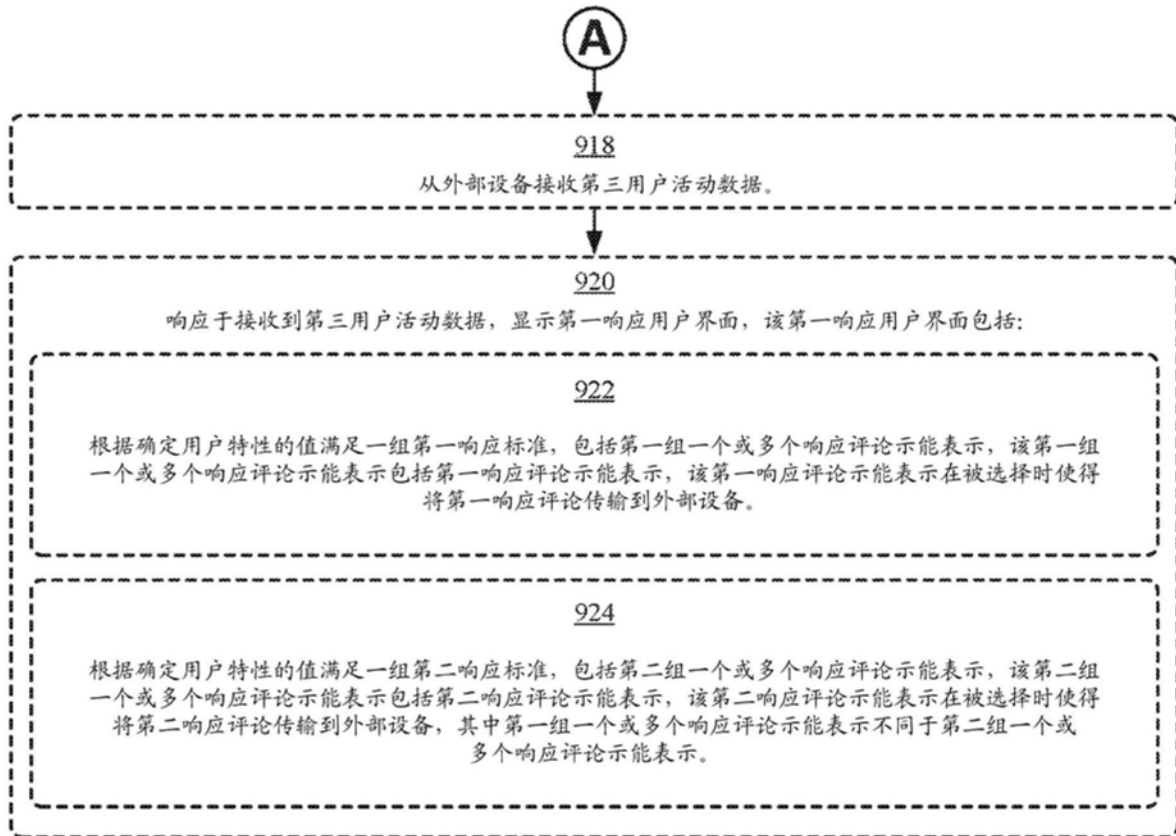 A
918
从外部设备接收第三用户活动数据。
920
响应于接收到第三用户活动数据，显示第一响应用户界面，该第一响应用户界面包括：
922
根据确定用户特性的值满足一组第一响应标准，包括第一组一个或多个响应评论示能表示，该第一组
一个或多个响应评论示能表示包括第一响应评论示能表示，该第一响应评论示能表示在被选择时使得
将第一响应评论传输到外部设备。
924
根据确定用户特性的值满足一组第二响应标准，包括第二组一个或多个响应评论示能表示，该第二组
一个或多个响应评论示能表示包括第二响应评论示能表示，该第二响应评论示能表示在被选择时使得
将第二响应评论传输到外部设备，其中第一组一个或多个响应评论示能表示不同于第二组一个或
多个响应评论示能表示。